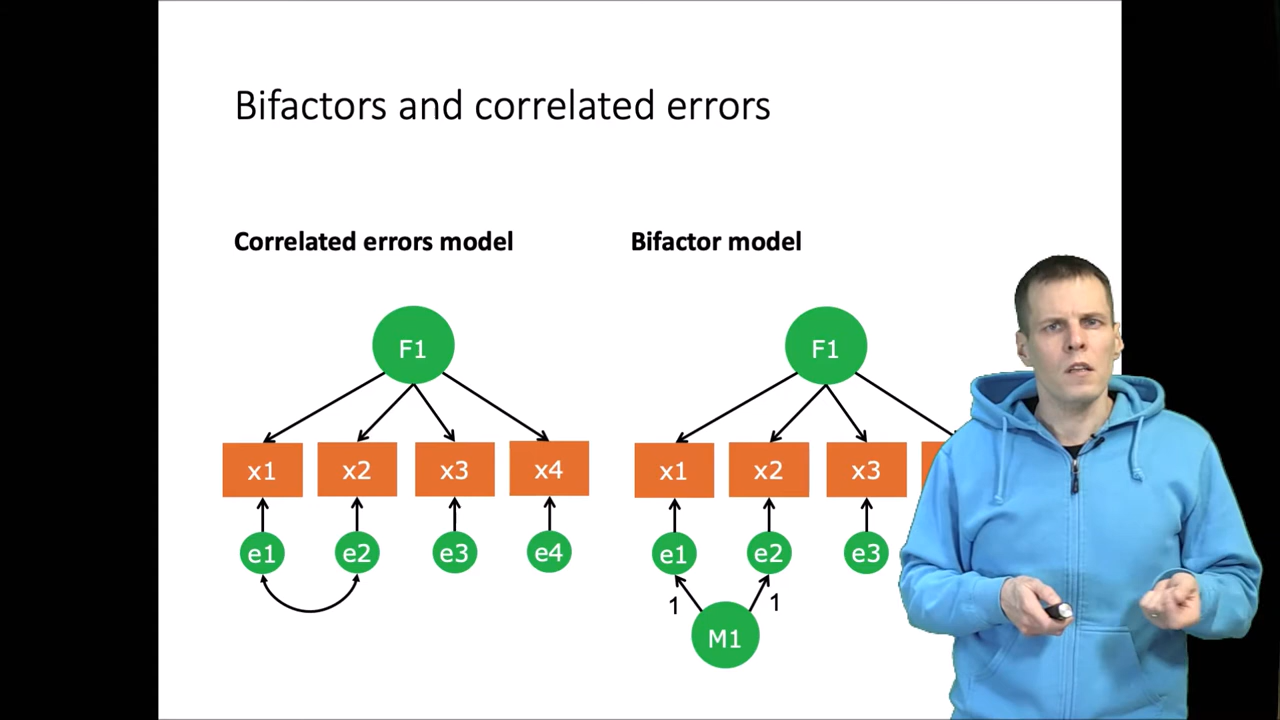 Bifactors and correlated errors
Correlated errors model
Bifactor model
F1
x1 x2 x3 x4
e1 e2 e3 e4
F1
x1 x2 x3
e1 e2 e3
1 1
M1